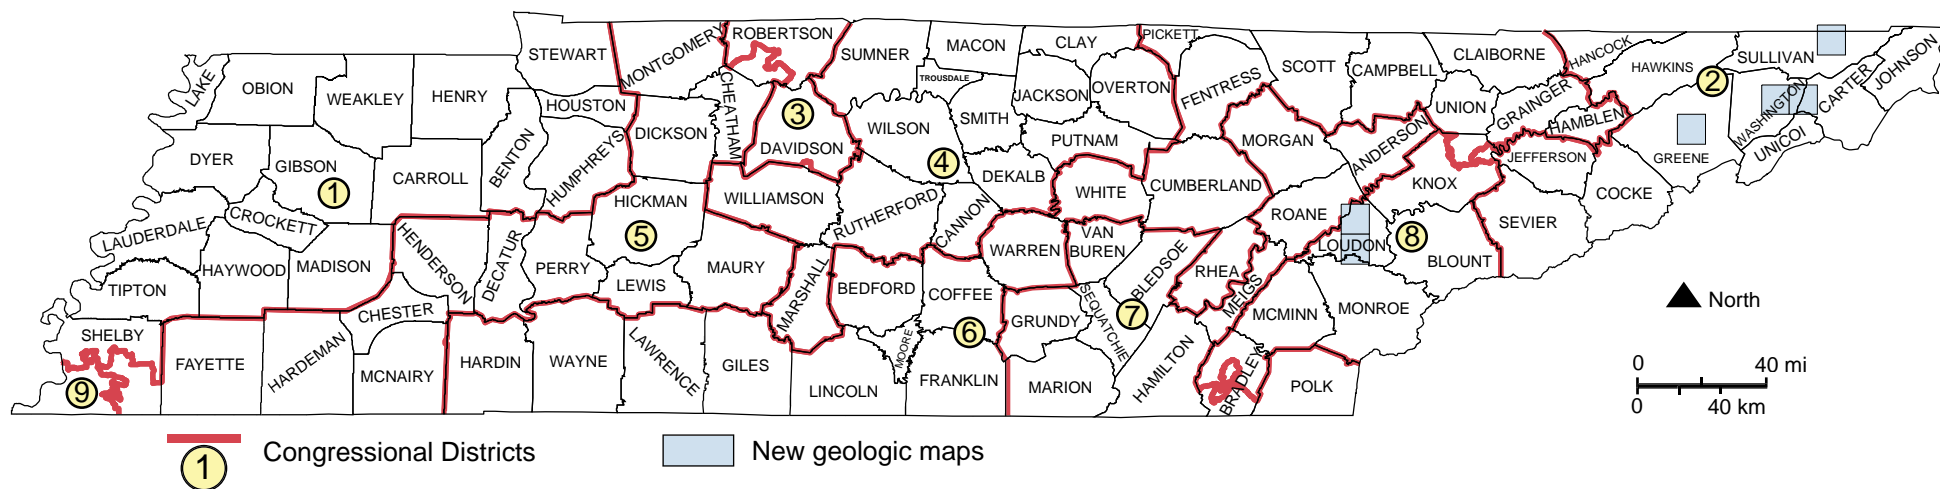 STEWART
MONTGOMERY
ROBERTSON
SUMNER
MACON
CLAY
PICKETT
FENTRESS
SCOTT
CAMPBELL
CLAIBORNE
HANCOCK
HAWKINS
2
SULLIVAN
CARTER
JOHNSON
LAKE
OBION
WEAKLEY
HENRY
HOUSTON
DICKSON
CHEATHAM
3
DAVIDSON
WILSON
TROUSDALE
SMITH
JACKSON
OVERTON
PUTNAM
MORGAN
ANDERSON
UNION
GRAINGER
HAMBLEN
GREENE
WASHINGTON
UNICOI
DYER
GIBSON
1
CARROLL
BENTON
HUMPHREYS
HICKMAN
5
WILLIAMSON
RUTHERFORD
4
CANNON
DEKALB
WHITE
CUMBERLAND
ROANE
KNOX
JEFFERSON
COCKE
SEVIER
LAUDERDALE
CROCKETT
HAYWOOD
MADISON
HENDERSON
DECATUR
PERRY
LEWIS
MAURY
MARSHALL
BEDFORD
COFFEE
WARREN
VAN
BUREN
BLEDSOE
RHEA
MEIGS
LOUDON
8
BLOUNT
TIPTON
CHESTER
SHELBY
9
FAYETTE
HARDEMAN
MCNAIRY
HARDIN
WAYNE
LAWRENCE
GILES
LINCOLN
MOORE
6
FRANKLIN
GRUNDY
SEQUATCHIE
7
MARION
HAMILTON
BRADLEY
MCMINN
MONROE
POLK
North
0
40 mi
0
40 km
1
Congressional Districts
New geologic maps